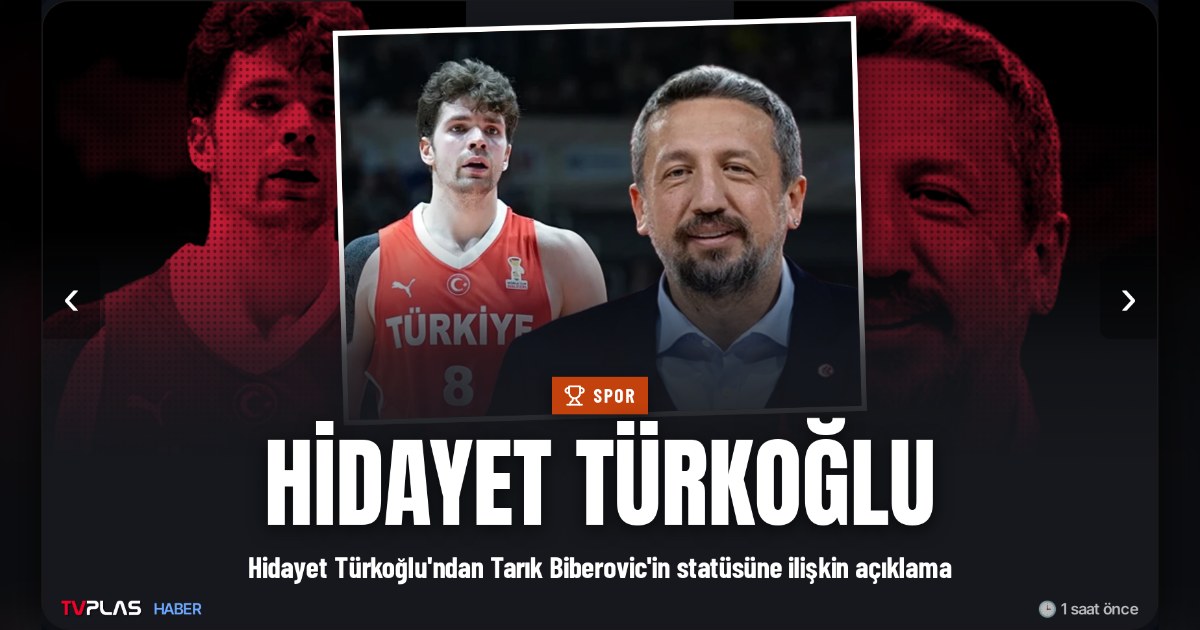 TÜRKİYE
8
SPOR
HİDAYET TÜRKOĞLU
Hidayet Türkoğlu'ndan Tarık Biberovic'in statüsüne ilişkin açıklama
TVPLAS HABER
1 saat önce